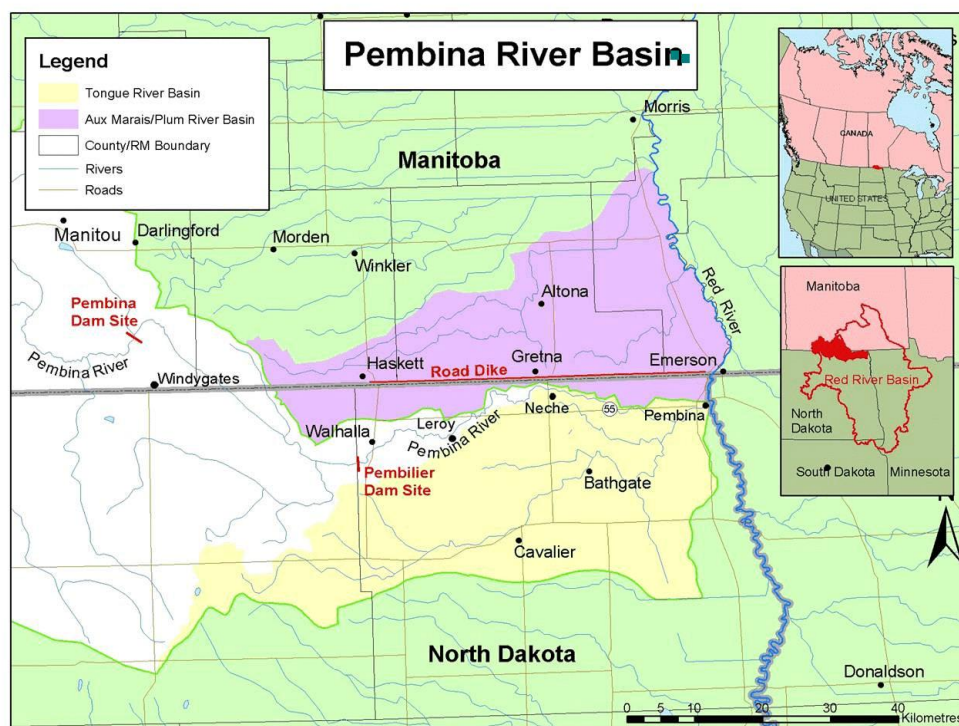 Pembina River Basin
Legend
Tongue River Basin
Aux Marais/Plum River Basin
County/RM Boundary
Rivers
Roads
Manitoba
Morris
Manitou
Darlingford
Morden
Winkler
Altona
Red River
Pembina
Dam Site
Pembina River
Windygates
Haskett
Gretna
Emerson
Road Dike
Neche
55
Pembina
Walhalla
Leroy
Pembina River
Pembilier
Dam Site
Bathgate
Cavalier
North Dakota
Donaldson
CANADA
UNITED STATES
Manitoba
Red River Basin
North
Dakota
South Dakota
Minnesota
N
0
10
20
30
40
Kilometres